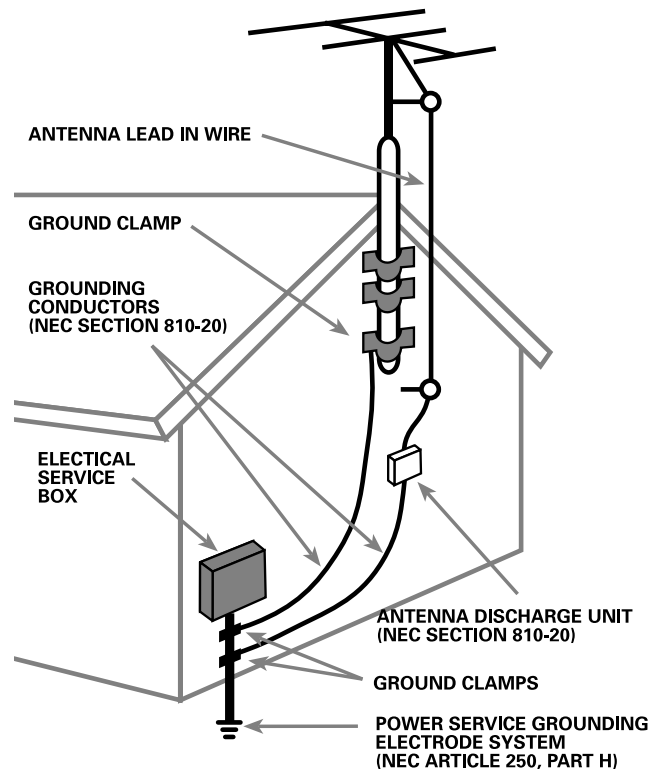 ANTENNA LEAD IN WIRE
GROUND CLAMP
GROUNDING
CONDUCTORS
(NEC SECTION 810-20)
ELECTICAL
SERVICE
BOX
ANTENNA DISCHARGE UNIT
(NEC SECTION 810-20)
GROUND CLAMPS
POWER SERVICE GROUNDING
ELECTRODE SYSTEM
(NEC ARTICLE 250, PART H)